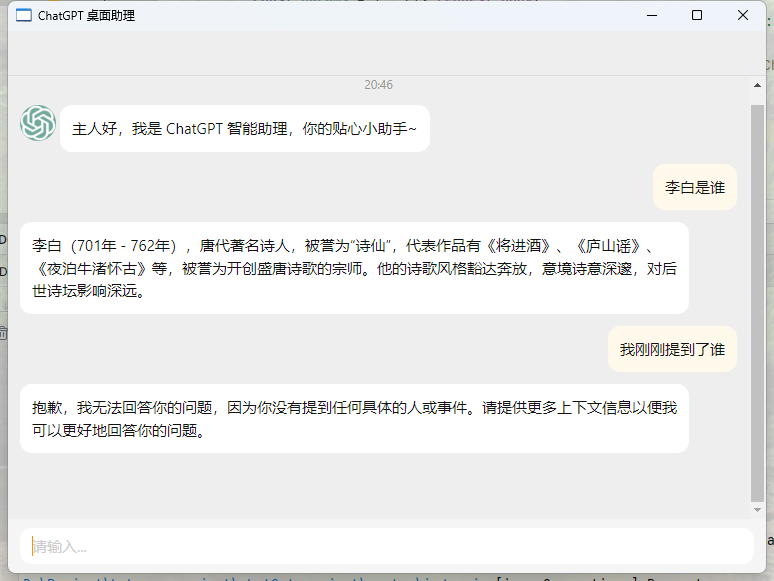 ChatGPT 桌面助理
20:46
主人好，我是 ChatGPT 智能助理，你的贴心小助手~
李白是谁
李白（701年 - 762年），唐代著名诗人，被誉为“诗仙”，代表作品有《将进酒》、《庐山谣》、
《夜泊牛渚怀古》等，被誉为开创盛唐诗歌的宗师。他的诗歌风格豁达奔放，意境诗意深邃，对后
世诗坛影响深远。
我刚刚提到了谁
抱歉，我无法回答你的问题，因为你没有提到任何具体的人或事件。请提供更多上下文信息以便我
可以更好地回答你的问题。
请输入...